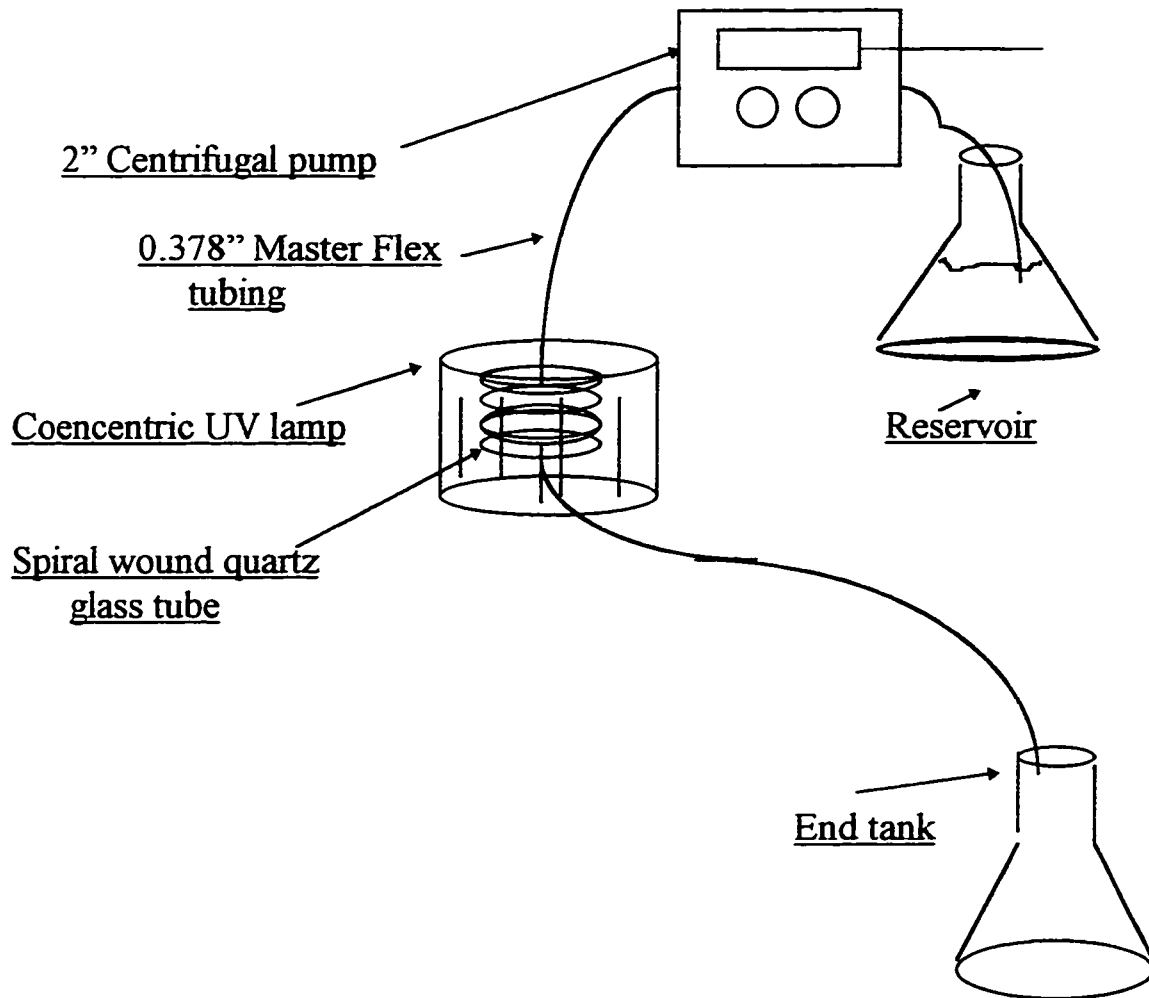 2” Centrifugal pump
0.378” Master Flex
tubing
Coencentric UV lamp
Reservoir
Spiral wound quartz
glass tube
End tank